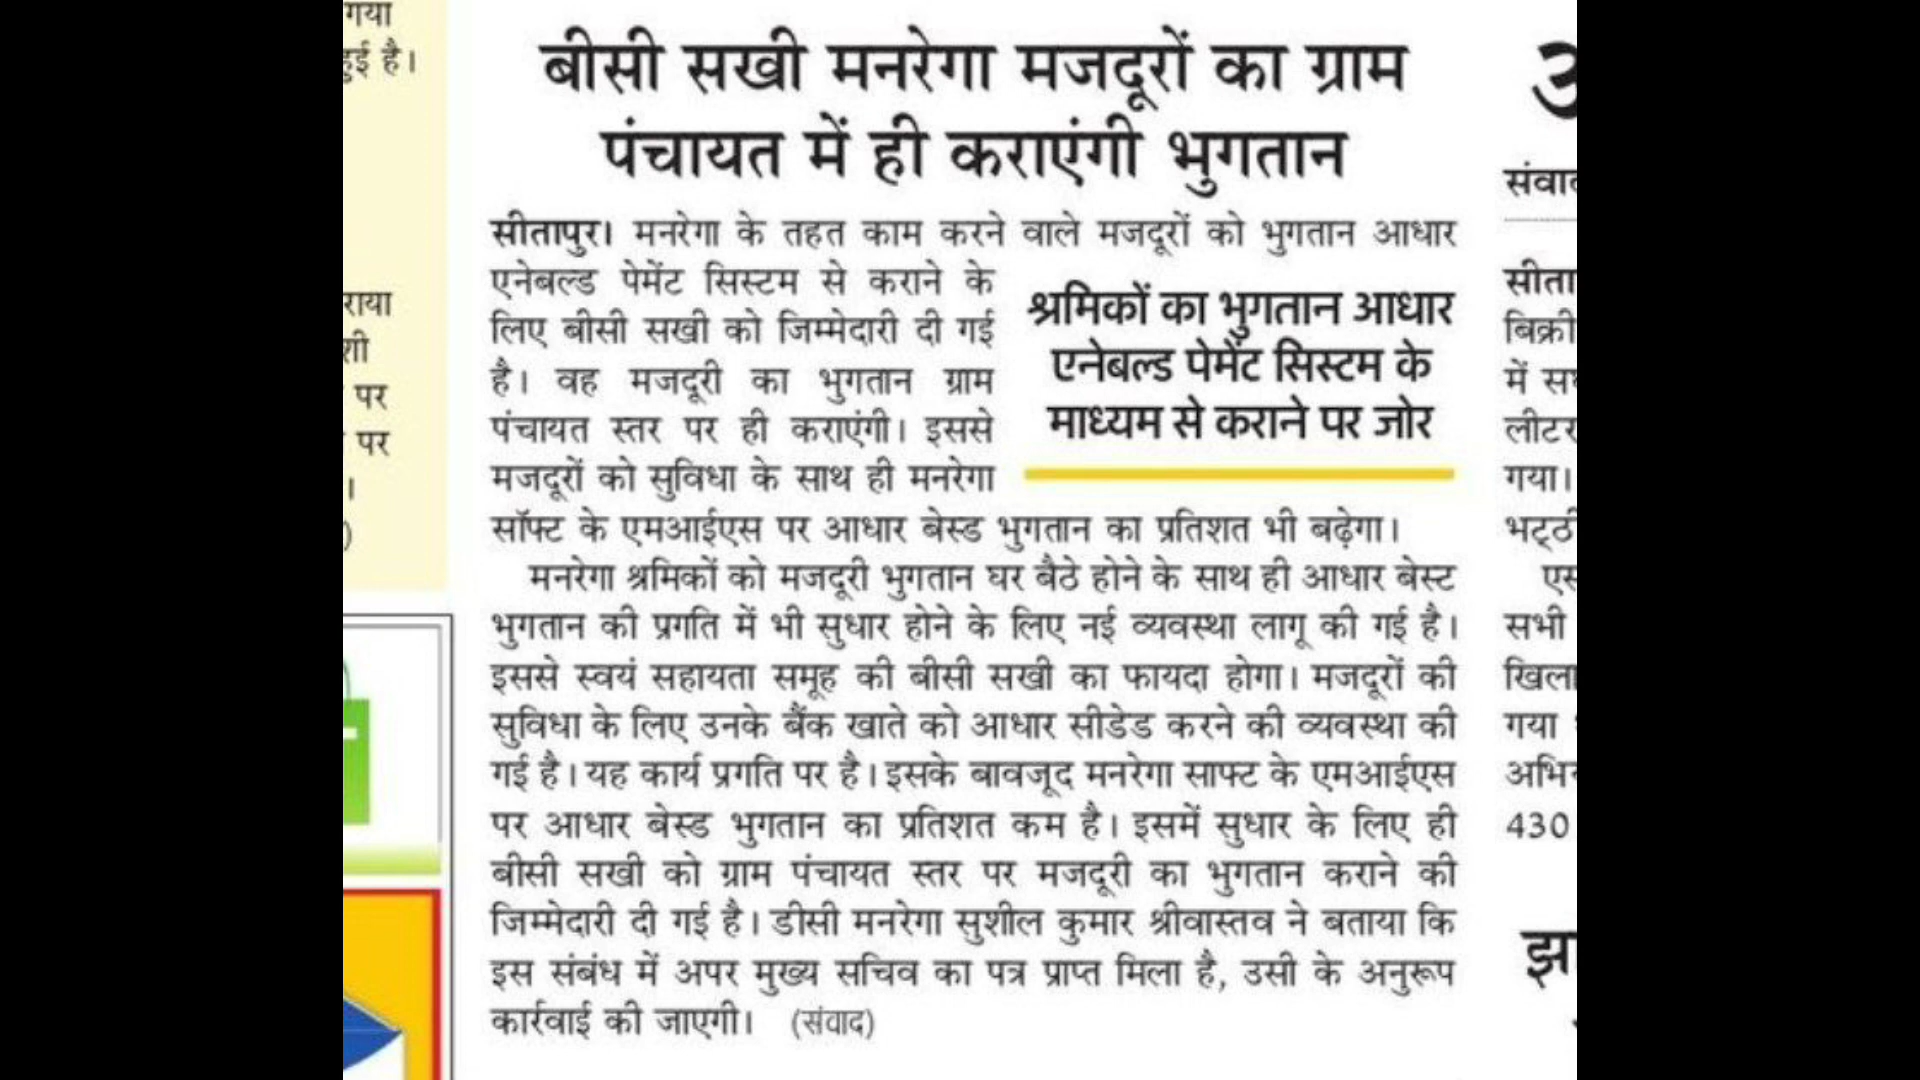 गया
हुई है।
राया
शी
पर
पर
।
)
बीसी सखी मनरेगा मजदूरों का ग्राम
पंचायत में ही कराएंगी भुगतान
सीतापुर। मनरेगा के तहत काम करने वाले मजदूरों को भुगतान आधार
एनेबल्ड पेमेंट सिस्टम से कराने के
लिए बीसी सखी को जिम्मेदारी दी गई
है। वह मजदूरी का भुगतान ग्राम
पंचायत स्तर पर ही कराएंगी। इससे
मजदूरों को सुविधा के साथ ही मनरेगा
सॉफ्ट के एमआईएस पर आधार बेस्ड भुगतान का प्रतिशत भी बढ़ेगा।
श्रमिकों का भुगतान आधार
एनेबल्ड पेमेंट सिस्टम के
माध्यम से कराने पर जोर
मनरेगा श्रमिकों को मजदूरी भुगतान घर बैठे होने के साथ ही आधार बेस्ट
भुगतान की प्रगति में भी सुधार होने के लिए नई व्यवस्था लागू की गई है।
इससे स्वयं सहायता समूह की बीसी सखी का फायदा होगा। मजदूरों की
सुविधा के लिए उनके बैंक खाते को आधार सीडेड करने की व्यवस्था की
गई है। यह कार्य प्रगति पर है। इसके बावजूद मनरेगा साफ्ट के एमआईएस
पर आधार बेस्ड भुगतान का प्रतिशत कम है। इसमें सुधार के लिए ही
बीसी सखी को ग्राम पंचायत स्तर पर मजदूरी का भुगतान कराने की
जिम्मेदारी दी गई है। डीसी मनरेगा सुशील कुमार श्रीवास्तव ने बताया कि
इस संबंध में अपर मुख्य सचिव का पत्र प्राप्त मिला है, उसी के अनुरूप
कार्रवाई की जाएगी। (संवाद)
संवाद
सीता
बिक्री
में
लीटर
गया।
भट्ठी
एस
सभी
खिला
गया
430
झा